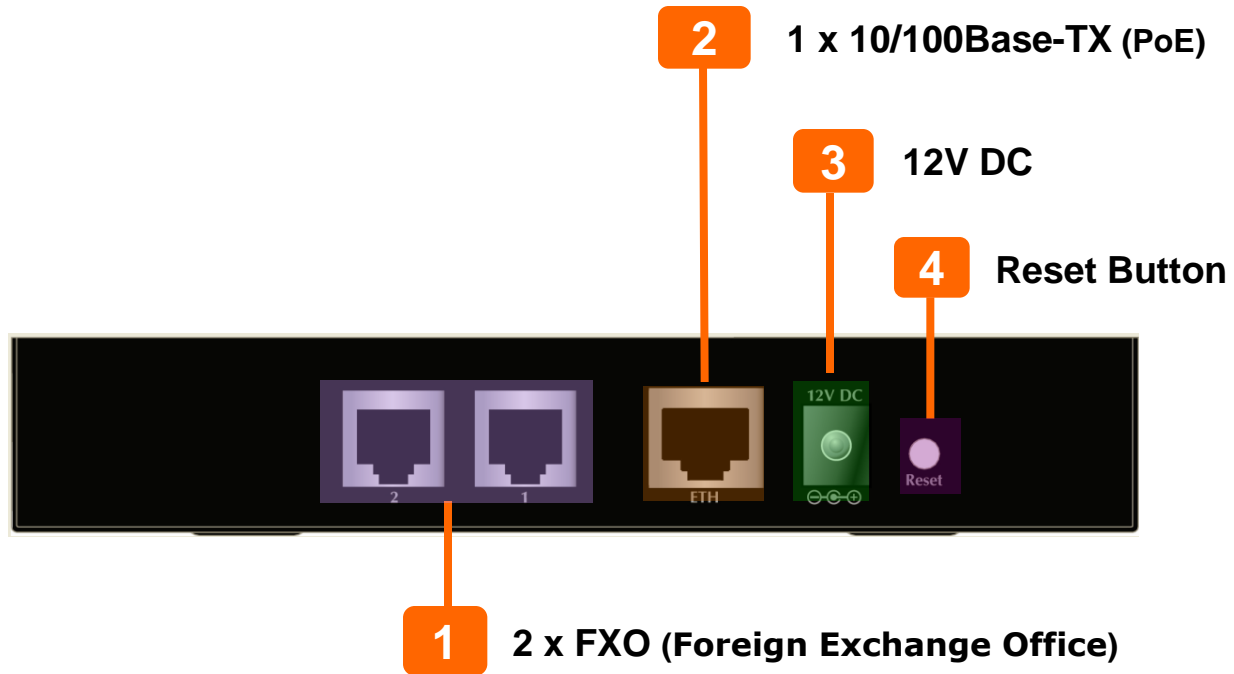 2 1 x 10/100Base-TX (PoE)
3 12V DC
4 Reset Button
12V DC
Reset
2 1 ETH
1 2 x FXO (Foreign Exchange Office)